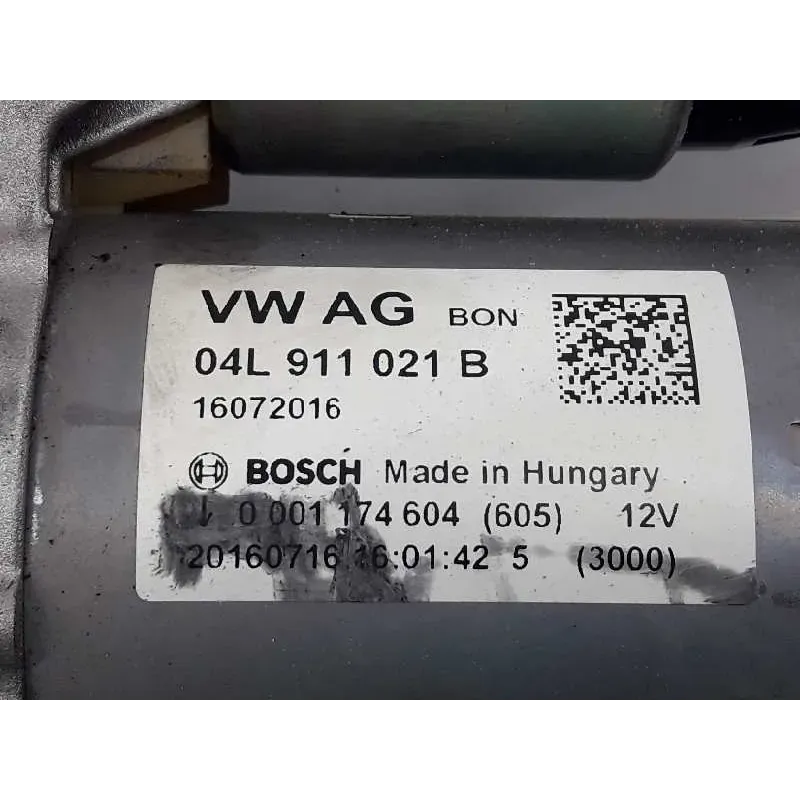 VW AG BON
04L 911 021 B
16072016
BOSCH Made in Hungary
0 001 174 604 (605) 12V
20160716 16:01:42 5 (3000)